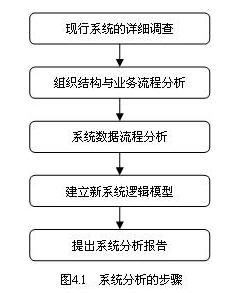 现行系统的详细调查
组织结构与业务流程分析
系统数据流程分析
建立新系统逻辑模型
提出系统分析报告
图4.1 系统分析的步骤